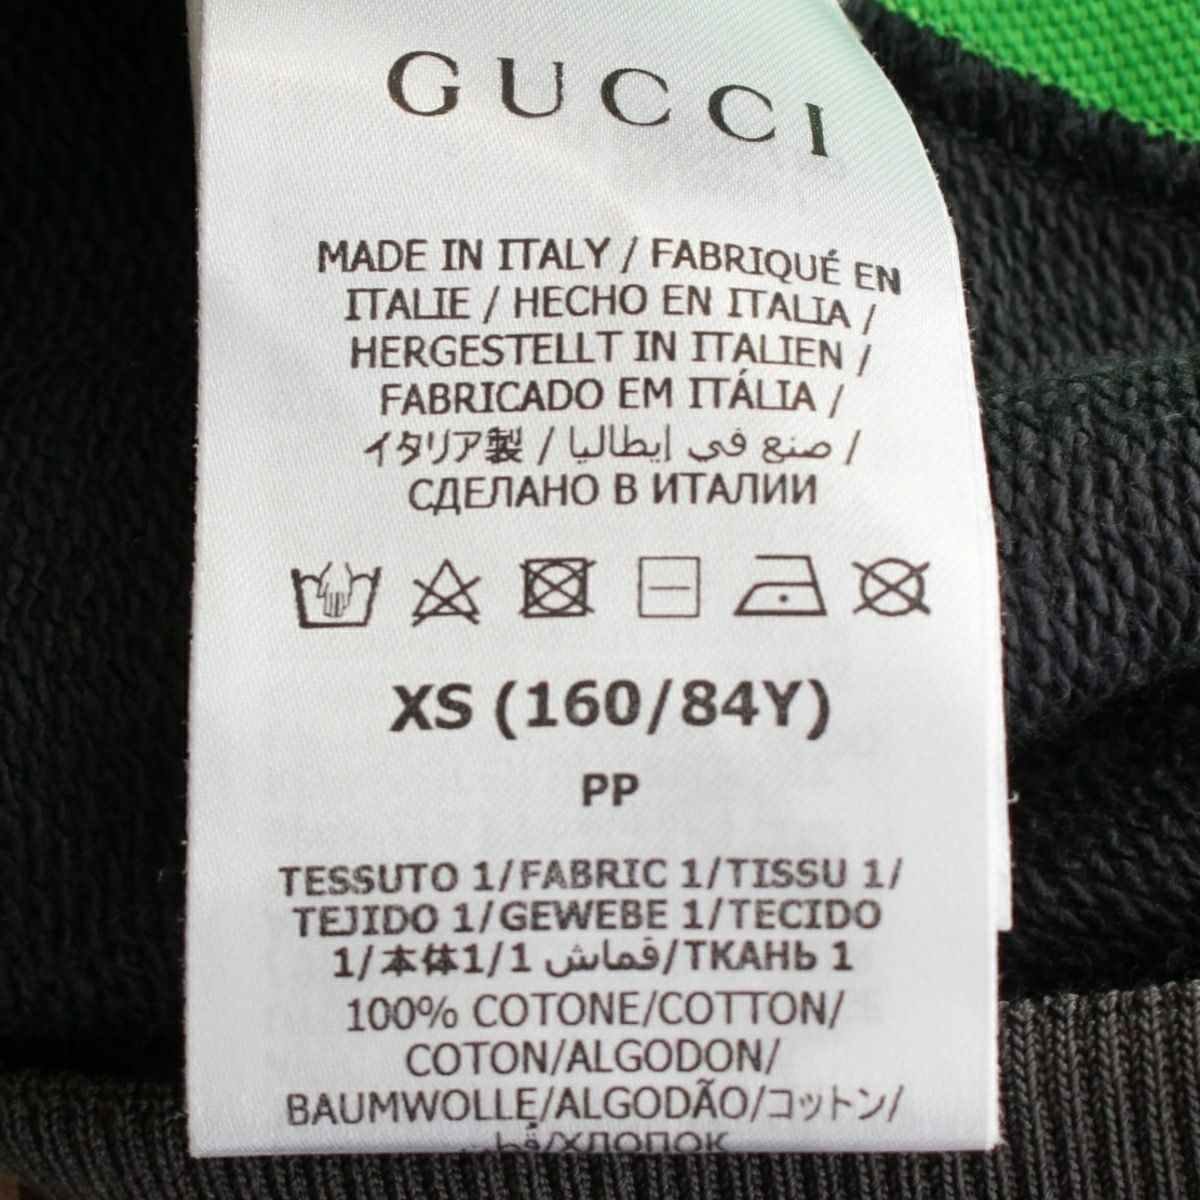 GUCCI
MADE IN ITALY / FABRIQUÉ EN
ITALIE / HECHO EN ITALIA /
HERGESTELLT IN ITALIEN /
FABRICADO EM ITÁLIA /
イタリア製 / صنع في إيطاليا /
СДЕЛАНО В ИТАЛИИ
XS (160/84Y)
PP
TESSUTO 1/FABRIC 1/TISSU 1/
TEJIDO 1/GEWEBE 1/TECIDO
1/本体1/1 قماش/ТКАНЬ 1
100% COTONE/COTTON/
COTON/ALGODON/
BAUMWOLLE/ALGODÃO/コットン/
قطن/ХЛОПОК